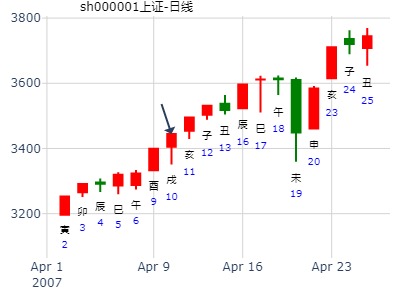 sh000001上证-日线
3800
3600
3400
3200
寅
2
卯
3
辰
4
巳
5
午
6
酉
9
戌
10
亥
11
子
12
丑
13
辰
16
巳
17
午
18
未
19
申
20
亥
23
子
24
丑
25
Apr 1
2007
Apr 9
Apr 16
Apr 23